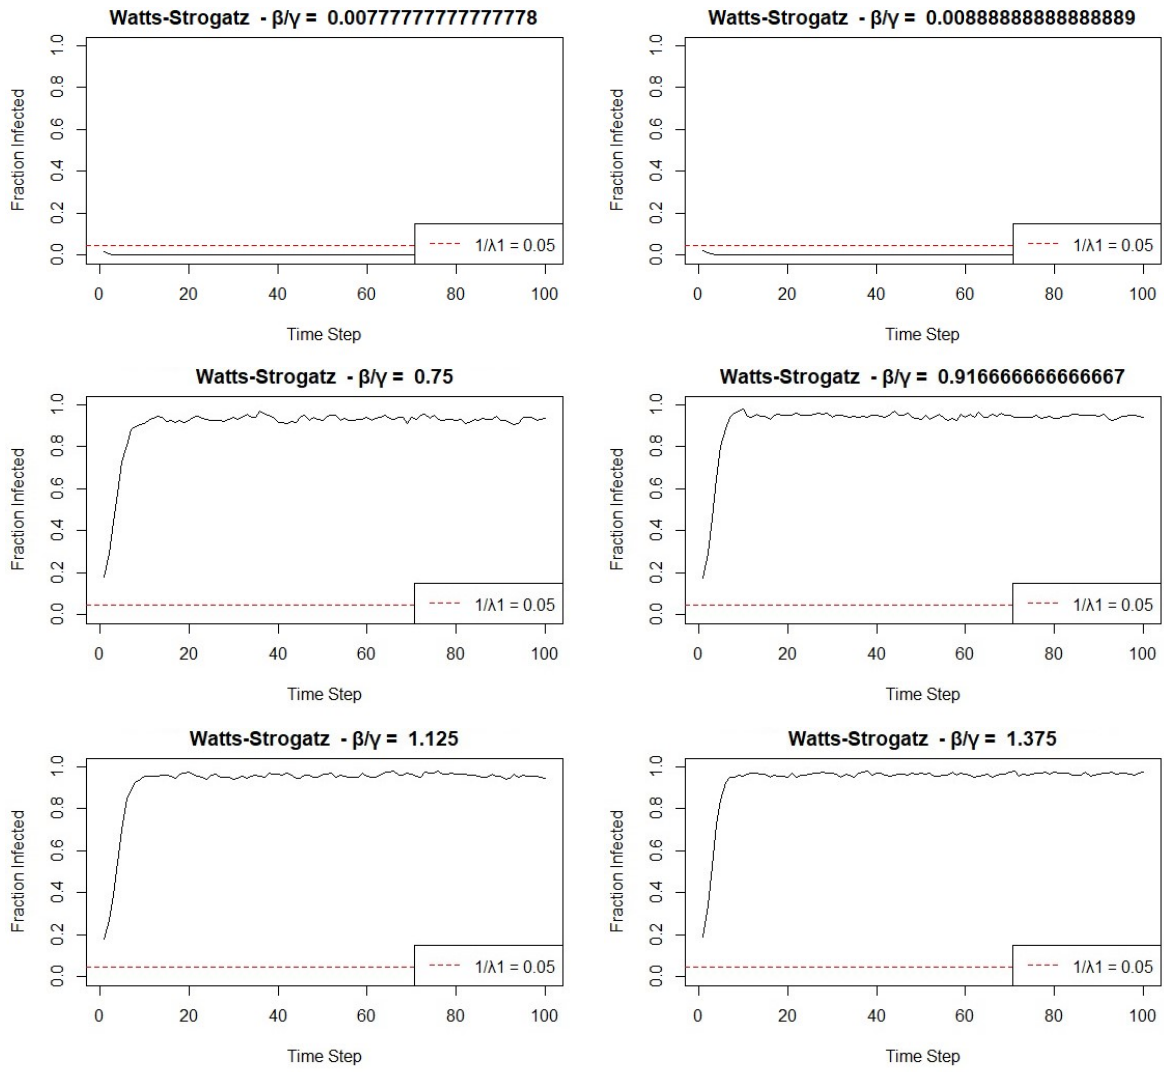 Watts-Strogatz - β/γ = 0.00777777777777778
Fraction Infected
0.0 0.2 0.4 0.6 0.8 1.0
1/λ1 = 0.05
0 20 40 60 80 100
Time Step
Watts-Strogatz - β/γ = 0.00888888888888889
Fraction Infected
0.0 0.2 0.4 0.6 0.8 1.0
1/λ1 = 0.05
0 20 40 60 80 100
Time Step
Watts-Strogatz - β/γ = 0.75
Fraction Infected
0.0 0.2 0.4 0.6 0.8 1.0
1/λ1 = 0.05
0 20 40 60 80 100
Time Step
Watts-Strogatz - β/γ = 0.916666666666667
Fraction Infected
0.0 0.2 0.4 0.6 0.8 1.0
1/λ1 = 0.05
0 20 40 60 80 100
Time Step
Watts-Strogatz - β/γ = 1.125
Fraction Infected
0.0 0.2 0.4 0.6 0.8 1.0
1/λ1 = 0.05
0 20 40 60 80 100
Time Step
Watts-Strogatz - β/γ = 1.375
Fraction Infected
0.0 0.2 0.4 0.6 0.8 1.0
1/λ1 = 0.05
0 20 40 60 80 100
Time Step